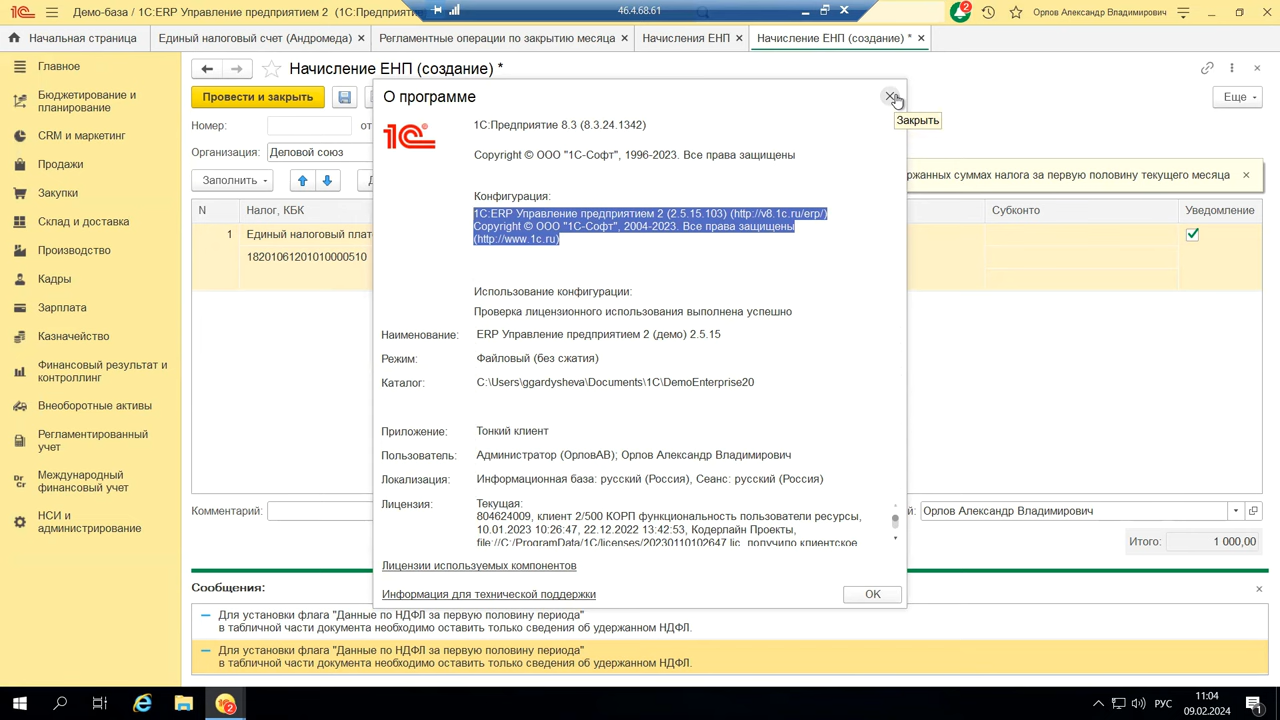 Демо-база / 1С:ERP Управление предприятием 2 (1С:Предприятие
46.4.68.61
2
Орлов Александр Владимирович
Начальная страница
Единый налоговый счет (Андромеда) ×
Регламентные операции по закрытию месяца ×
Начисления ЕНП ×
Начисление ЕНП (создание) * ×
Главное
Бюджетирование и
планирование
CRM и маркетинг
Продажи
Закупки
Склад и доставка
Производство
Кадры
Зарплата
Казначейство
Финансовый результат и
контроллинг
Внеоборотные активы
Регламентированный
учет
Международный
финансовый учет
НСИ и
администрирование
Начисление ЕНП (создание) *
Провести и закрыть
Еще
Номер:
от
Организация:
Деловой союз
Заполнить
ржанных суммах налога за первую половину текущего месяца
N
Налог, КБК
Субконто
Уведомление
1
Единый налоговый плат
18201061201010000510
Комментарий:
й:
Орлов Александр Владимирович
Итого:
1 000,00
О программе
Закрыть
1С
1С:Предприятие 8.3 (8.3.24.1342)
Copyright © ООО "1С-Софт", 1996-2023. Все права защищены
Конфигурация:
1С:ERP Управление предприятием 2 (2.5.15.103) (http://v8.1c.ru/erp/)
Copyright © ООО "1С-Софт", 2004-2023. Все права защищены
(http://www.1c.ru)
Использование конфигурации:
Проверка лицензионного использования выполнена успешно
Наименование: ERP Управление предприятием 2 (демо) 2.5.15
Режим: Файловый (без сжатия)
Каталог: C:\Users\ggardysheva\Documents\1C\DemoEnterprise20
Приложение: Тонкий клиент
Пользователь: Администратор (ОрловАВ); Орлов Александр Владимирович
Локализация: Информационная база: русский (Россия), Сеанс: русский (Россия)
Лицензия: Текущая:
804624009, клиент 2/500 КОРП функциональность пользователи ресурсы,
10.01.2023 10:26:47, 22.12.2022 13:42:53, Кодерлайн Проекты,
file://C:/ProgramData/1C/licenses/20230110102647.lic, получило клиентское
Лицензии используемых компонентов
Информация для технической поддержки
OK
Сообщения:
Для установки флага "Данные по НДФЛ за первую половину периода"
в табличной части документа необходимо оставить только сведения об удержанном НДФЛ.
Для установки флага "Данные по НДФЛ за первую половину периода"
в табличной части документа необходимо оставить только сведения об удержанном НДФЛ.
2
РУС
11:04
09.02.2024
1